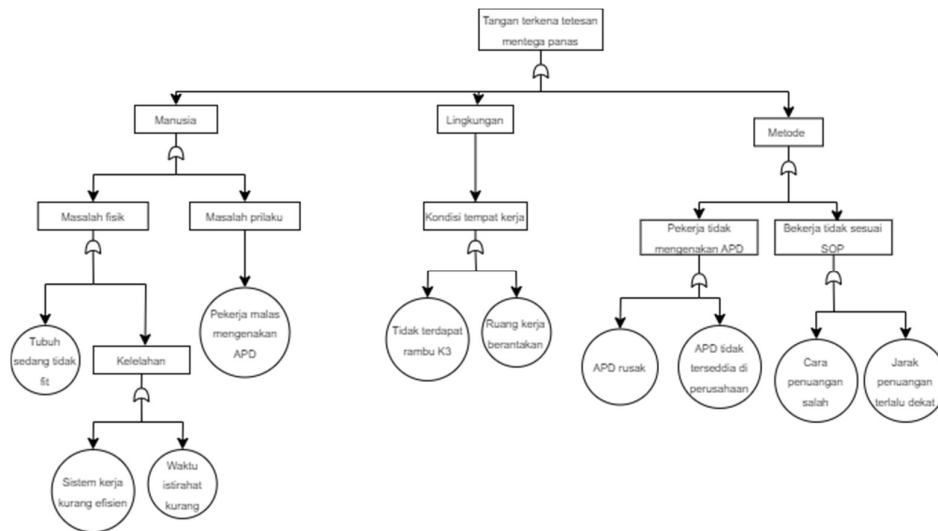 Tangan terkena tetesan
mentega panas
Manusia
Lingkungan
Metode
Masalah fisik
Masalah prilaku
Kondisi tempat kerja
Pekerja tidak
mengenakan APD
Bekerja tidak sesuai
SOP
Tubuh
sedang tidak
fit
Kelelahan
Pekerja malas
mengenakan
APD
Tidak terdapat
rambu K3
Ruang kerja
berantakan
APD rusak
APD tidak
terseddia di
perusahaan
Cara
penuangan
salah
Jarak
penuangan
terlalu dekat
Sistem kerja
kurang efisien
Waktu
istirahat
kurang